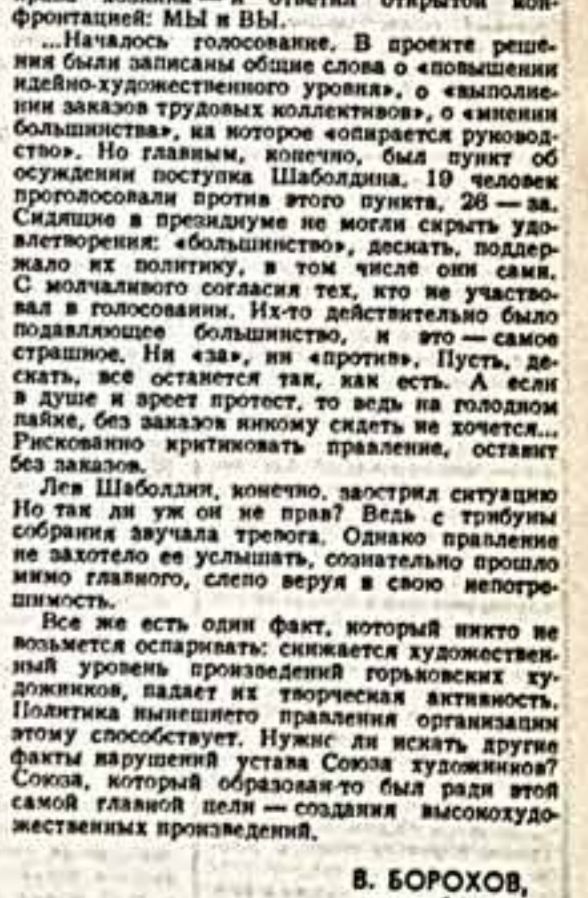 фронтацией: МЫ и ВЫ.
...Началось голосование. В проекте реше-
ния были записаны общие слова о «повышении
идейно-художественного уровня», о «выполне-
нии заказов трудовых коллективов», о «мнении
большинства», на которое «опирается руковод-
ство». Но главным, конечно, был пункт об
осуждении поступка Шаболдина. 19 человек
проголосовали против этого пункта, 26 — за.
Сидящие в президиуме не могли скрыть удо-
влетворения: «большинство», дескать, поддер-
жало их политику, в том числе они сами.
С молчаливого согласия тех, кто не участво-
вал в голосовании. Их-то действительно было
подавляющее большинство, и это — самое
страшное. Ни «за», ни «против». Пусть, де-
скать, все останется так, как есть. А если
в душе и зреет протест, то ведь на голодном
пайке, без заказов никому сидеть не хочется...
Рискованно критиковать правление, оставит
без заказов.
Лев Шаболдин, конечно, заострил ситуацию
Но так ли уж он не прав? Ведь с трибуны
собрания звучала тревога. Однако правление
не захотело ее услышать, сознательно прошло
мимо главного, слепо веруя в свою непогре-
шимость.
Все же есть один факт, который никто не
возьмется оспаривать: снижается художествен-
ный уровень произведений горьковских ху-
дожников, падает их творческая активность.
Политика нынешнего правления организации
этому способствует. Нужно ли искать другие
факты нарушений устава Союза художников?
Союза, который образован-то был ради этой
самой главной цели — создания высокохудо-
жественных произведений.
В. БОРОХОВ,